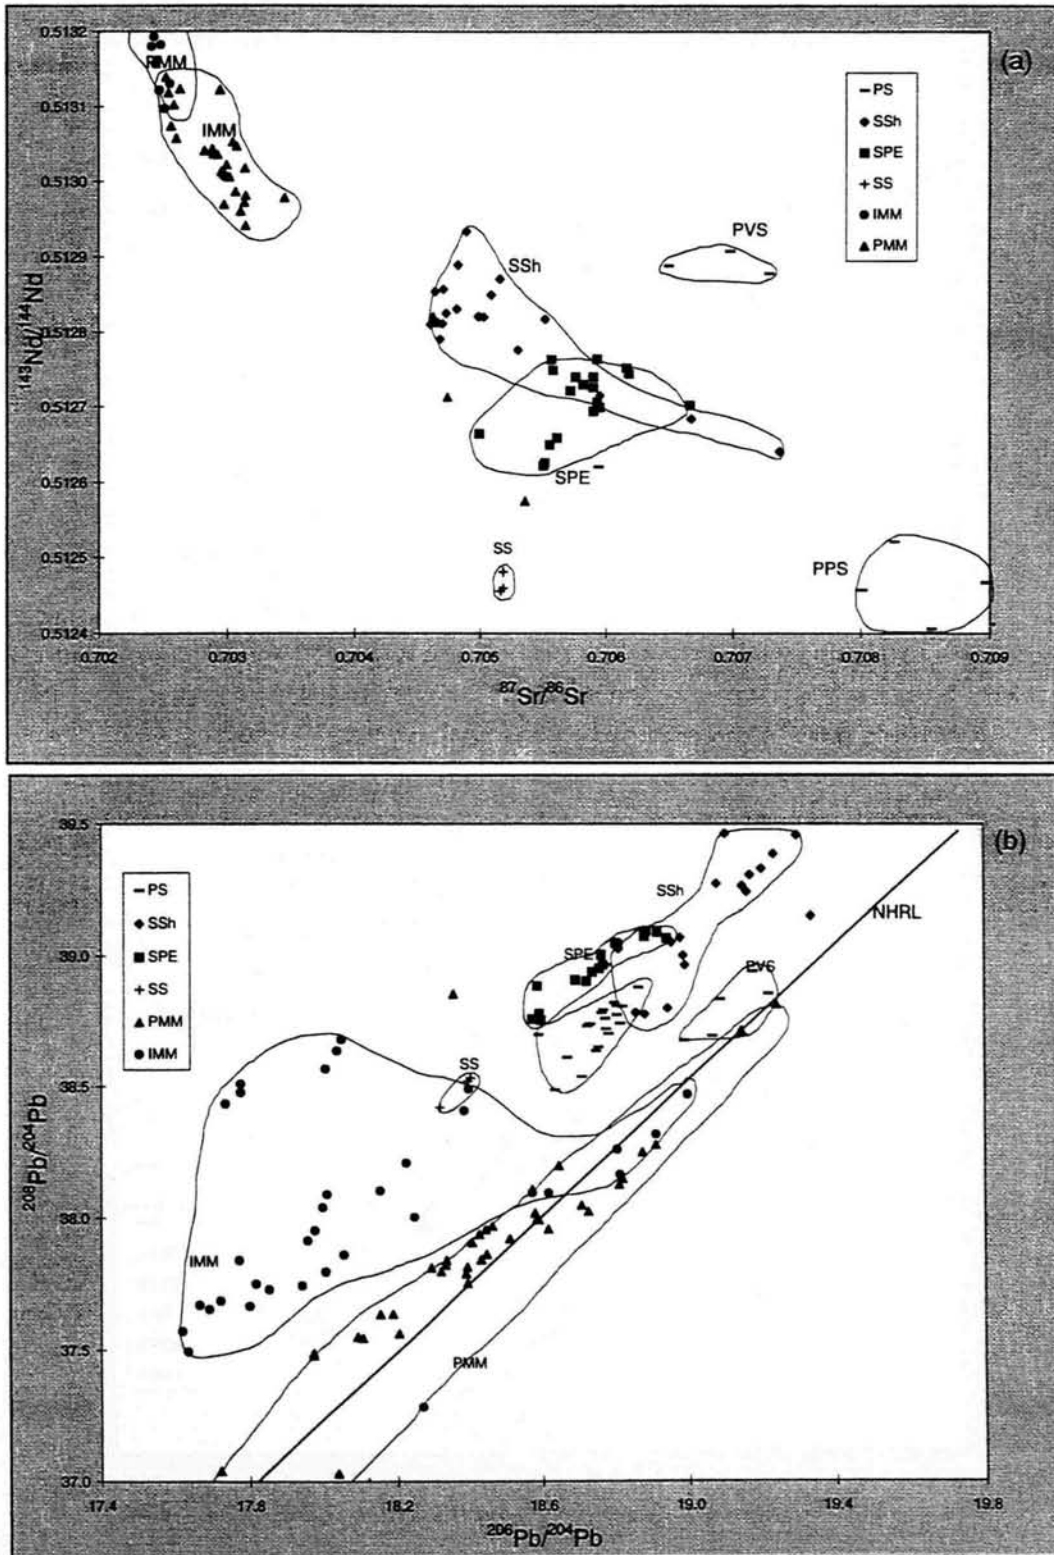 (a)
0.5132
0.5131
0.5130
0.5129
0.5128
0.5127
0.5126
0.5125
0.5124
¹⁴³Nd/¹⁴⁴Nd
PMM
IMM
SSh
PVS
SPE
SS
PPS
PS
SSh
SPE
SS
IMM
PMM
0.702 0.703 0.704 0.705 0.706 0.707 0.708 0.709
⁸⁷Sr/⁸⁶Sr
(b)
39.5
39.0
38.5
38.0
37.5
37.0
²⁰⁸Pb/²⁰⁴Pb
PS
SSh
SPE
SS
PMM
IMM
SSh
NHRL
SPE
PVS
SS
IMM
PMM
17.4 17.8 18.2 18.6 19.0 19.4 19.8
²⁰⁶Pb/²⁰⁴Pb